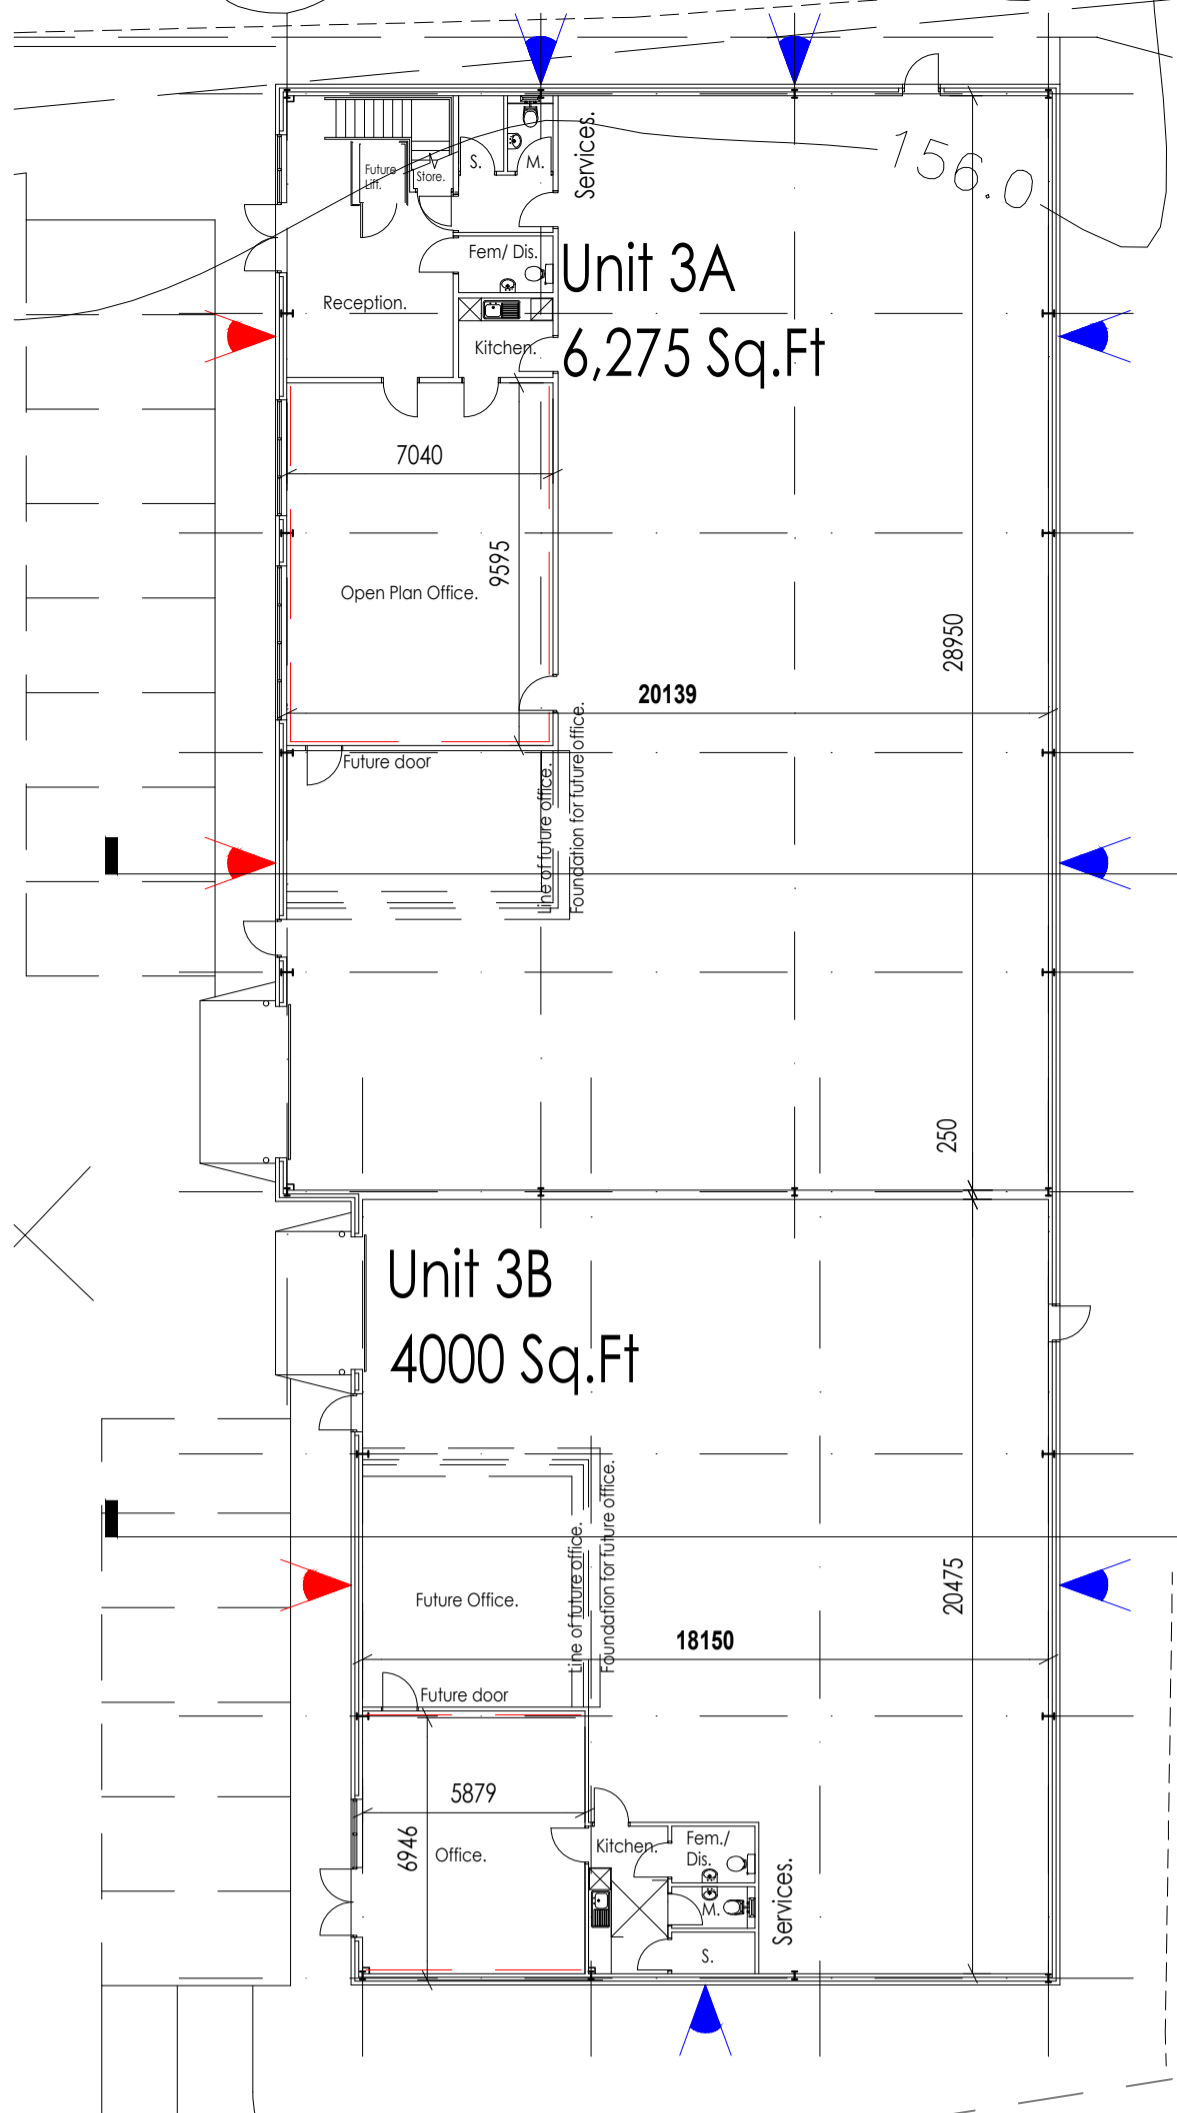 156.0
Services.
S.
M.
Future
Lift.
Store.
Fem/ Dis.
Unit 3A
6,275 Sq.Ft
Reception.
Kitchen.
7040
9595
Open Plan Office.
28950
20139
Future door
Line of future office.
Foundation for future office.
250
Unit 3B
4000 Sq.Ft
Line of future office.
Foundation for future office.
Future Office.
20475
18150
Future door
5879
6946
Office.
Kitchen.
Fem./
Dis.
M.
S.
Services.